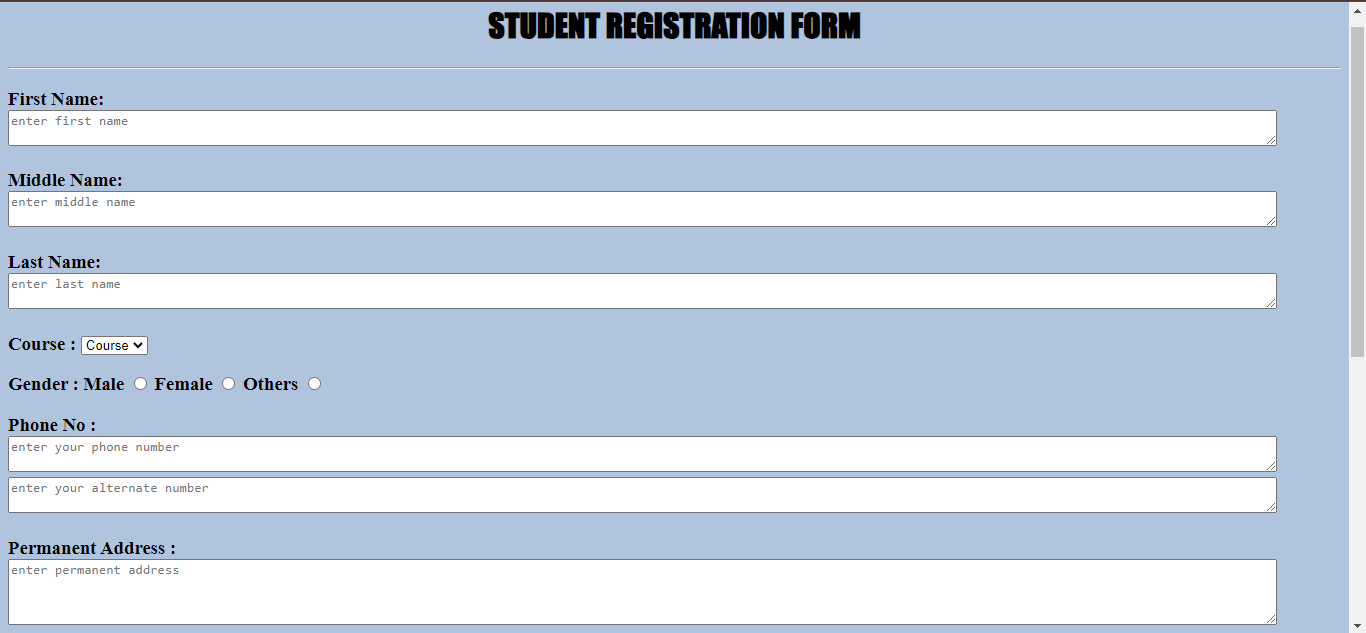 STUDENT REGISTRATION FORM
First Name:
enter first name
Middle Name:
enter middle name
Last Name:
enter last name
Course : Course
Gender : Male Female Others
Phone No :
enter your phone number
enter your alternate number
Permanent Address :
enter permanent address